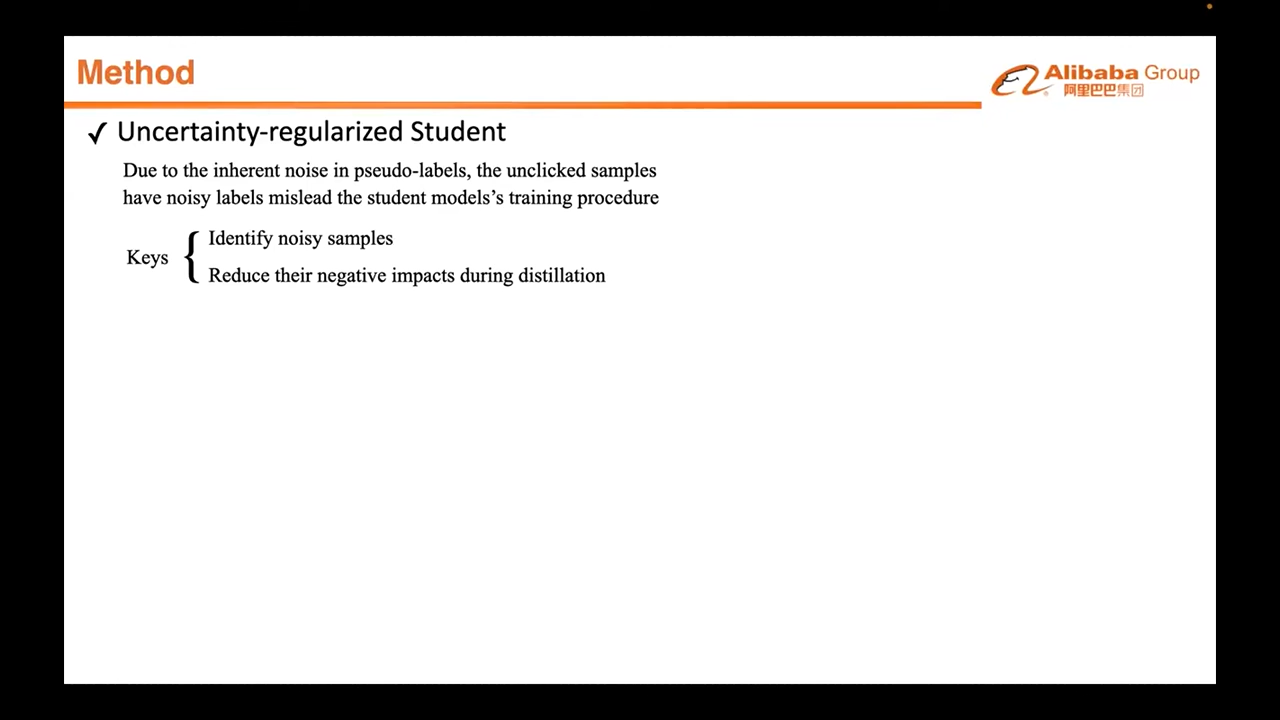 Method
Alibaba Group
阿里巴巴集团
✓ Uncertainty-regularized Student
Due to the inherent noise in pseudo-labels, the unclicked samples
have noisy labels mislead the student models's training procedure
Identify noisy samples
Keys
Reduce their negative impacts during distillation